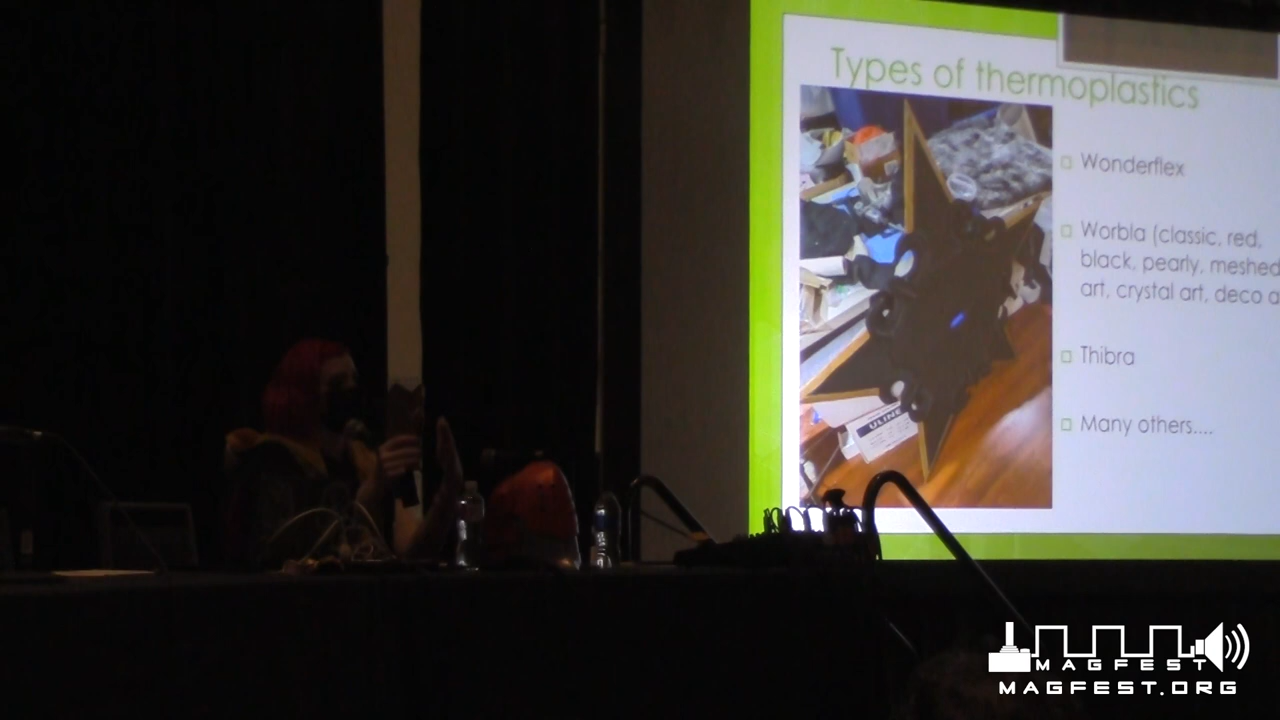 Types of thermoplastics
Wonderflex
Worbla (classic, red,
black, pearly, meshed
art, crystal art, deco a
Thibra
Many others....
ULINE
MAGFEST
MAGFEST.ORG